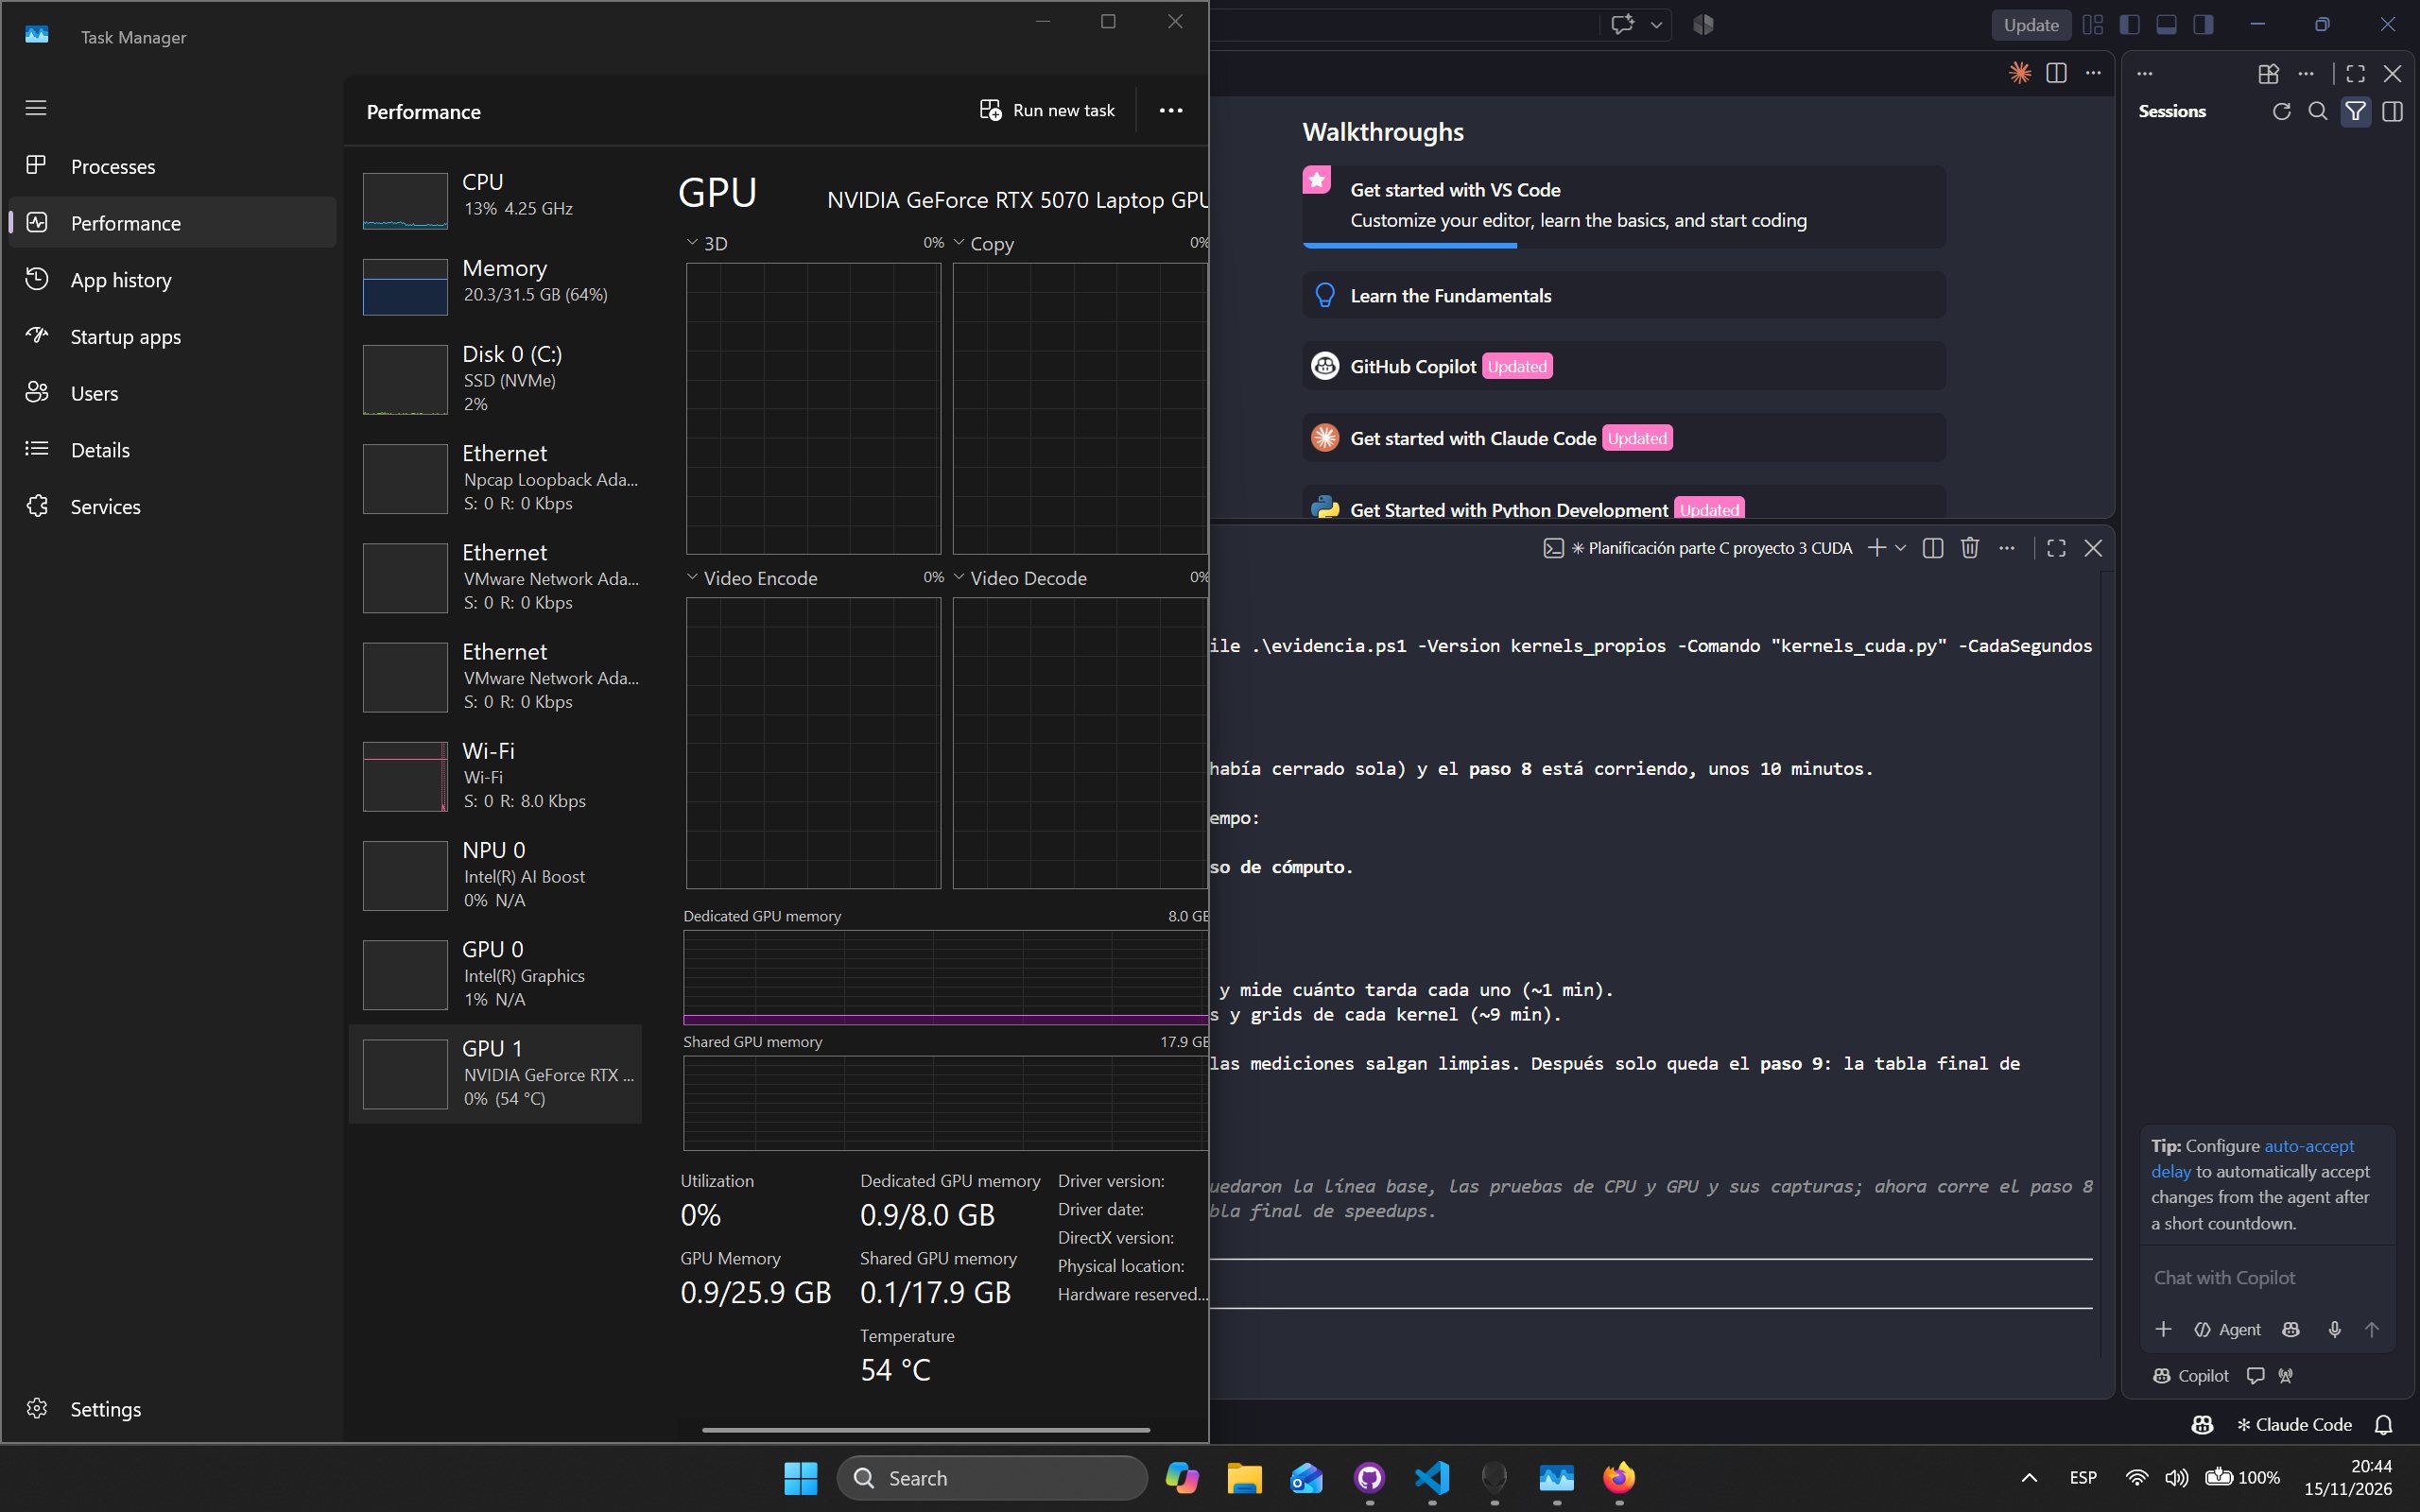 Task Manager
Performance
Run new task
Processes
Performance
App history
Startup apps
Users
Details
Services
Settings
CPU
13% 4.25 GHz
Memory
20.3/31.5 GB (64%)
Disk 0 (C:)
SSD (NVMe)
2%
Ethernet
Npcap Loopback Ada...
S: 0 R: 0 Kbps
Ethernet
VMware Network Ada...
S: 0 R: 0 Kbps
Ethernet
VMware Network Ada...
S: 0 R: 0 Kbps
Wi-Fi
Wi-Fi
S: 0 R: 8.0 Kbps
NPU 0
Intel(R) AI Boost
0% N/A
GPU 0
Intel(R) Graphics
1% N/A
GPU 1
NVIDIA GeForce RTX ...
0% (54 °C)
GPU
NVIDIA GeForce RTX 5070 Laptop GPU
3D 0% Copy 0%
Video Encode 0% Video Decode 0%
Dedicated GPU memory 8.0 GB
Shared GPU memory 17.9 GB
Utilization
0%
GPU Memory
0.9/25.9 GB
Dedicated GPU memory
0.9/8.0 GB
Shared GPU memory
0.1/17.9 GB
Temperature
54 °C
Driver version:
Driver date:
DirectX version:
Physical location:
Hardware reserved...
Update
Walkthroughs
Get started with VS Code
Customize your editor, learn the basics, and start coding
Learn the Fundamentals
GitHub Copilot Updated
Get started with Claude Code Updated
Get Started with Python Development Updated
Planificación parte C proyecto 3 CUDA
ile .\evidencia.ps1 -Version kernels_propios -Comando "kernels_cuda.py" -CadaSegundos
había cerrado sola) y el paso 8 está corriendo, unos 10 minutos.
empo:
so de cómputo.
y mide cuánto tarda cada uno (~1 min).
s y grids de cada kernel (~9 min).
las mediciones salgan limpias. Después solo queda el paso 9: la tabla final de
uedaron la línea base, las pruebas de CPU y GPU y sus capturas; ahora corre el paso 8
bla final de speedups.
Sessions
Tip: Configure auto-accept
delay to automatically accept
changes from the agent after
a short countdown.
Chat with Copilot
Agent
Copilot
Claude Code
Search
ESP
100%
20:44
15/11/2026